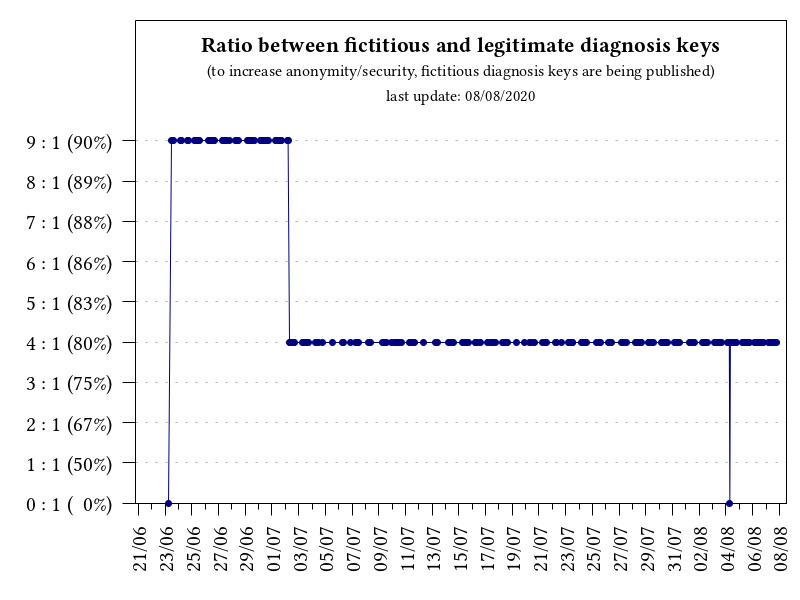 Ratio between fictitious and legitimate diagnosis keys
(to increase anonymity/security, fictitious diagnosis keys are being published)
last update: 08/08/2020
9 : 1 (90%)
8 : 1 (89%)
7 : 1 (88%)
6 : 1 (86%)
5 : 1 (83%)
4 : 1 (80%)
3 : 1 (75%)
2 : 1 (67%)
1 : 1 (50%)
0 : 1 (  0%)
21/06
23/06
25/06
27/06
29/06
01/07
03/07
05/07
07/07
09/07
11/07
13/07
15/07
17/07
19/07
21/07
23/07
25/07
27/07
29/07
31/07
02/08
04/08
06/08
08/08